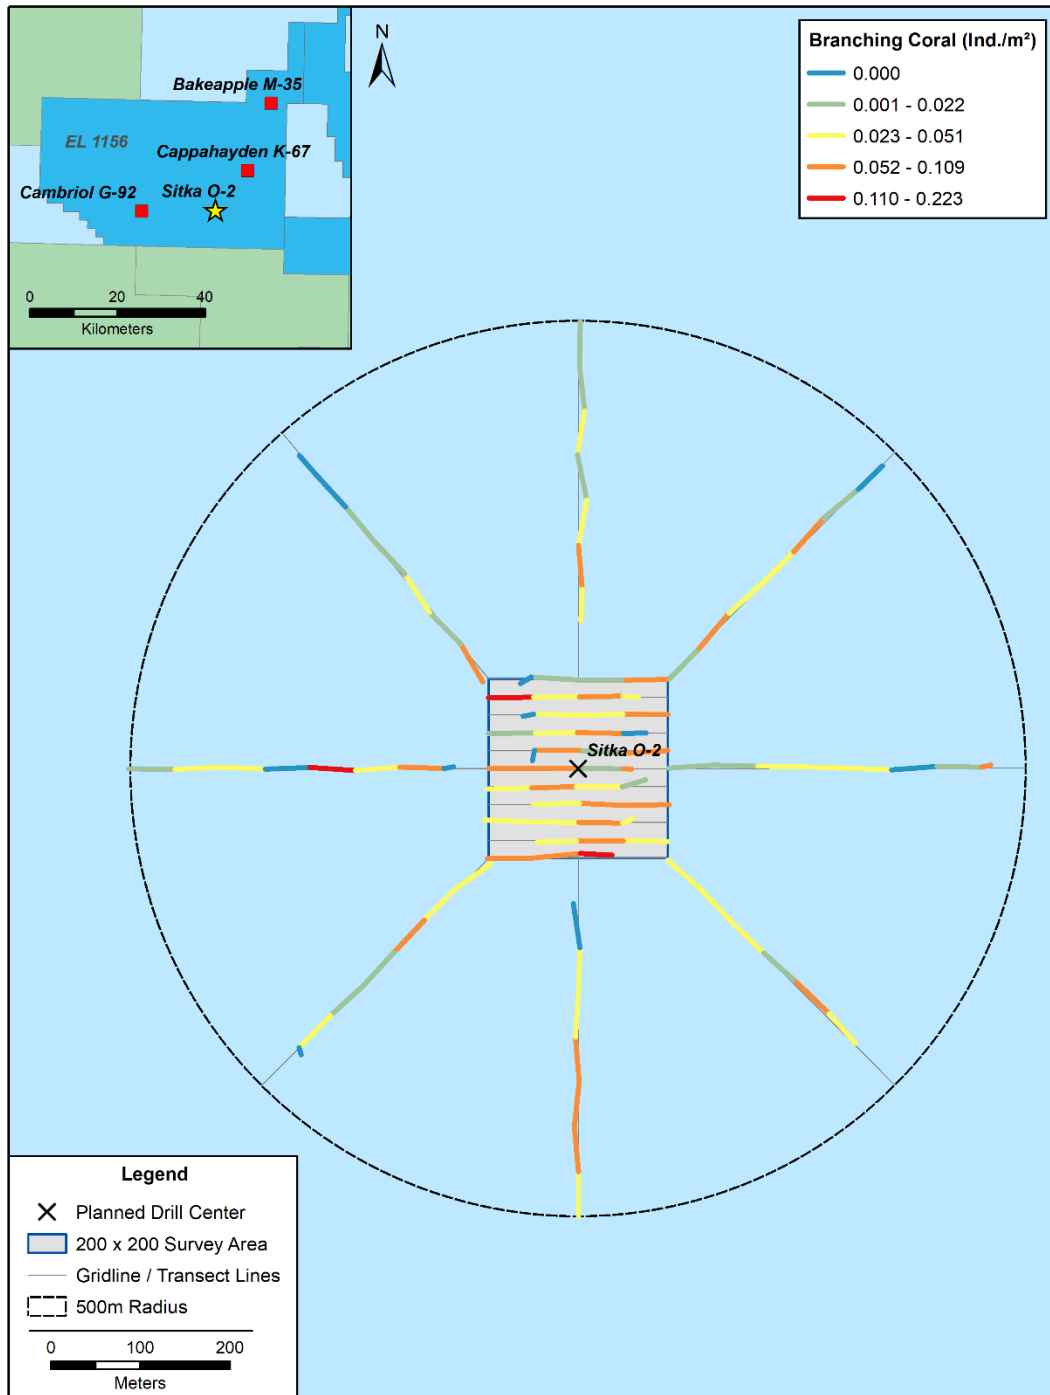 N
Bakeapple M-35
EL 1156
Cappahayden K-67
Cambriol G-92
Sitka O-2
0 20 40
Kilometers
Branching Coral (Ind./m²)
0.000
0.001 - 0.022
0.023 - 0.051
0.052 - 0.109
0.110 - 0.223
Sitka O-2
Legend
Planned Drill Center
200 x 200 Survey Area
Gridline / Transect Lines
500m Radius
0 100 200
Meters